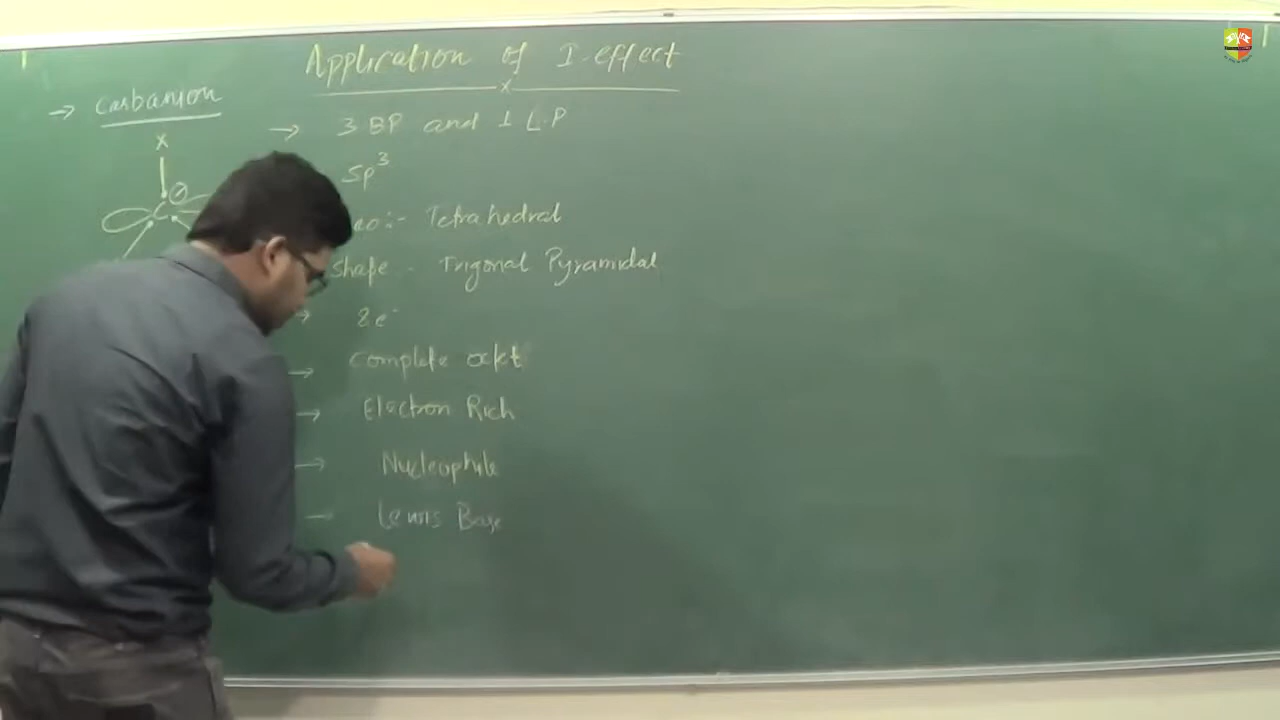 Application of I-effect
x
→ Carbanion
x
→ 3 BP and 1 L.P
sp³
eo:- Tetrahedral
shape - Trigonal Pyramidal
→ 8e⁻
→ Complete octet
→ Electron Rich
→ Nucleophile
→ Lewis Base